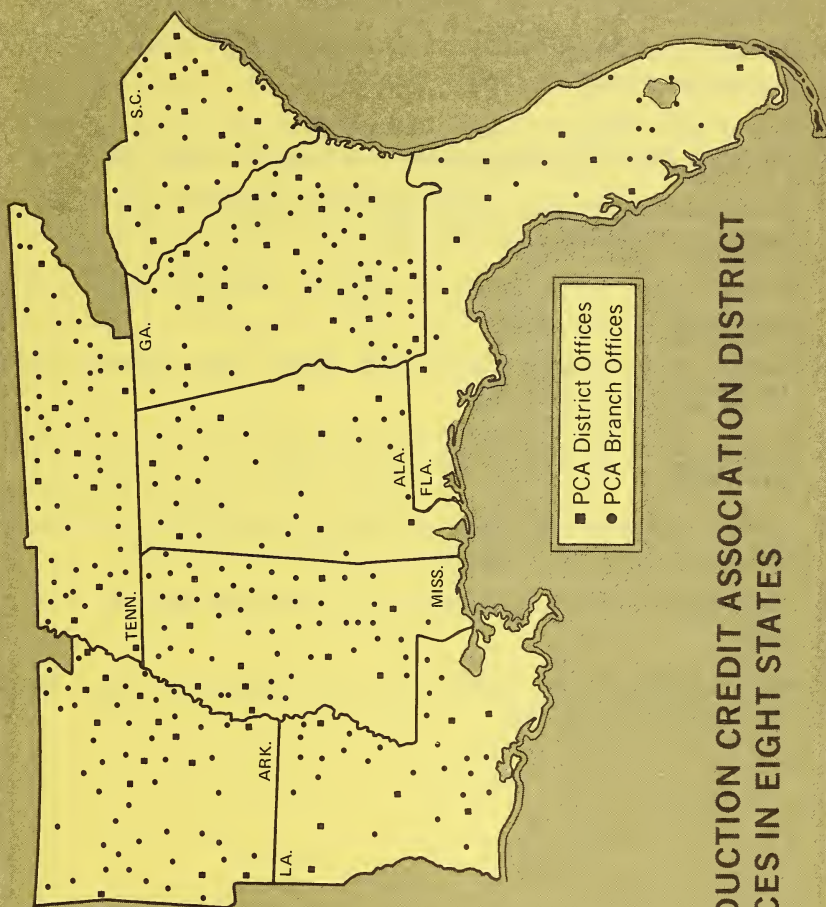 S.C.
GA.
TENN.
ALA.
FLA.
MISS.
ARK.
LA.
■ PCA District Offices
● PCA Branch Offices
DUCTION CREDIT ASSOCIATION DISTRICT
CES IN EIGHT STATES